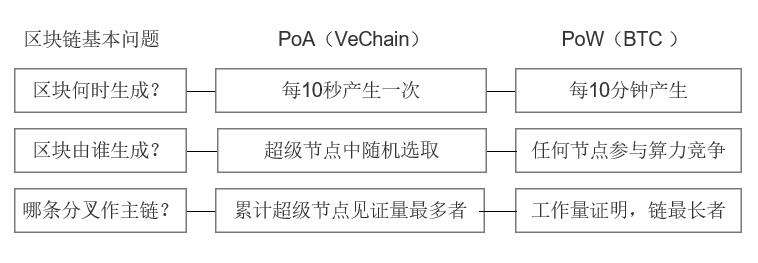 区块链基本问题 PoA（VeChain） PoW（BTC ）
区块何时生成？ 每10秒产生一次 每10分钟产生
区块由谁生成？ 超级节点中随机选取 任何节点参与算力竞争
哪条分叉作主链？ 累计超级节点见证量最多者 工作量证明，链最长者